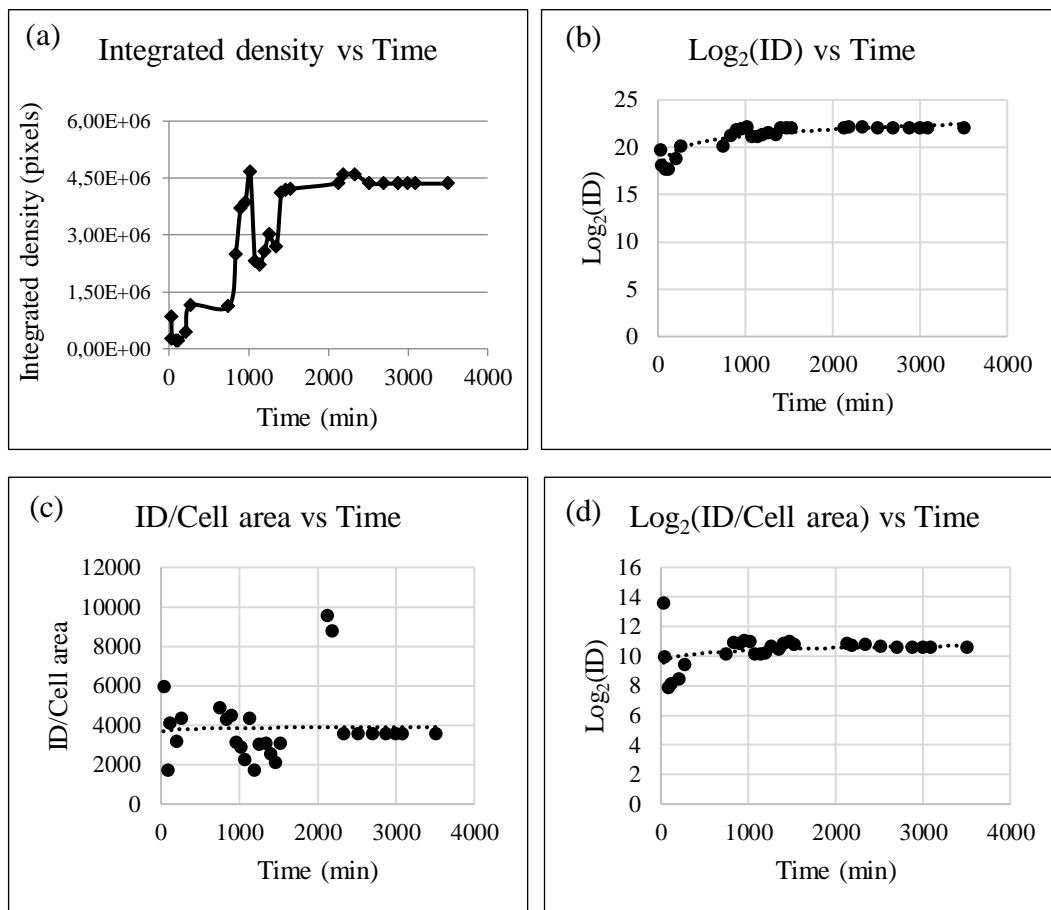 (a)
Integrated density vs Time
Integrated density (pixels)
6,00E+06
4,50E+06
3,00E+06
1,50E+06
0,00E+00
0 1000 2000 3000 4000
Time (min)
(b)
Log₂(ID) vs Time
Log₂(ID)
25
20
15
10
5
0
0 1000 2000 3000 4000
Time (min)
(c)
ID/Cell area vs Time
ID/Cell area
12000
10000
8000
6000
4000
2000
0
0 1000 2000 3000 4000
Time (min)
(d)
Log₂(ID/Cell area) vs Time
Log₂(ID)
16
14
12
10
8
6
4
2
0
0 1000 2000 3000 4000
Time (min)